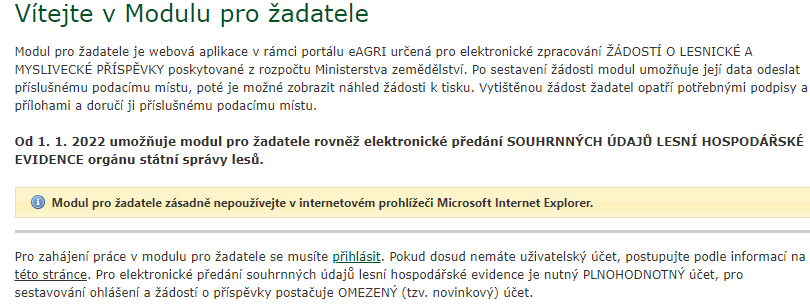 Vítejte v Modulu pro žadatele
Modul pro žadatele je webová aplikace v rámci portálu eAGRI určená pro elektronické zpracování ŽÁDOSTÍ O LESNICKÉ A
MYSLIVECKÉ PŘÍSPĚVKY poskytované z rozpočtu Ministerstva zemědělství. Po sestavení žádosti modul umožňuje její data odeslat
příslušnému podacímu místu, poté je možné zobrazit náhled žádosti k tisku. Vytištěnou žádost žadatel opatří potřebnými podpisy a
přílohami a doručí ji příslušnému podacímu místu.
Od 1. 1. 2022 umožňuje modul pro žadatele rovněž elektronické předání SOUHRNNÝCH ÚDAJŮ LESNÍ HOSPODÁŘSKÉ
EVIDENCE orgánu státní správy lesů.
Modul pro žadatele zásadně nepoužívejte v internetovém prohlížeči Microsoft Internet Explorer.
Pro zahájení práce v modulu pro žadatele se musíte přihlásit. Pokud dosud nemáte uživatelský účet, postupujte podle informací na
této stránce. Pro elektronické předání souhrnných údajů lesní hospodářské evidence je nutný PLNOHODNOTNÝ účet, pro
sestavování ohlášení a žádostí o příspěvky postačuje OMEZENÝ (tzv. novinkový) účet.